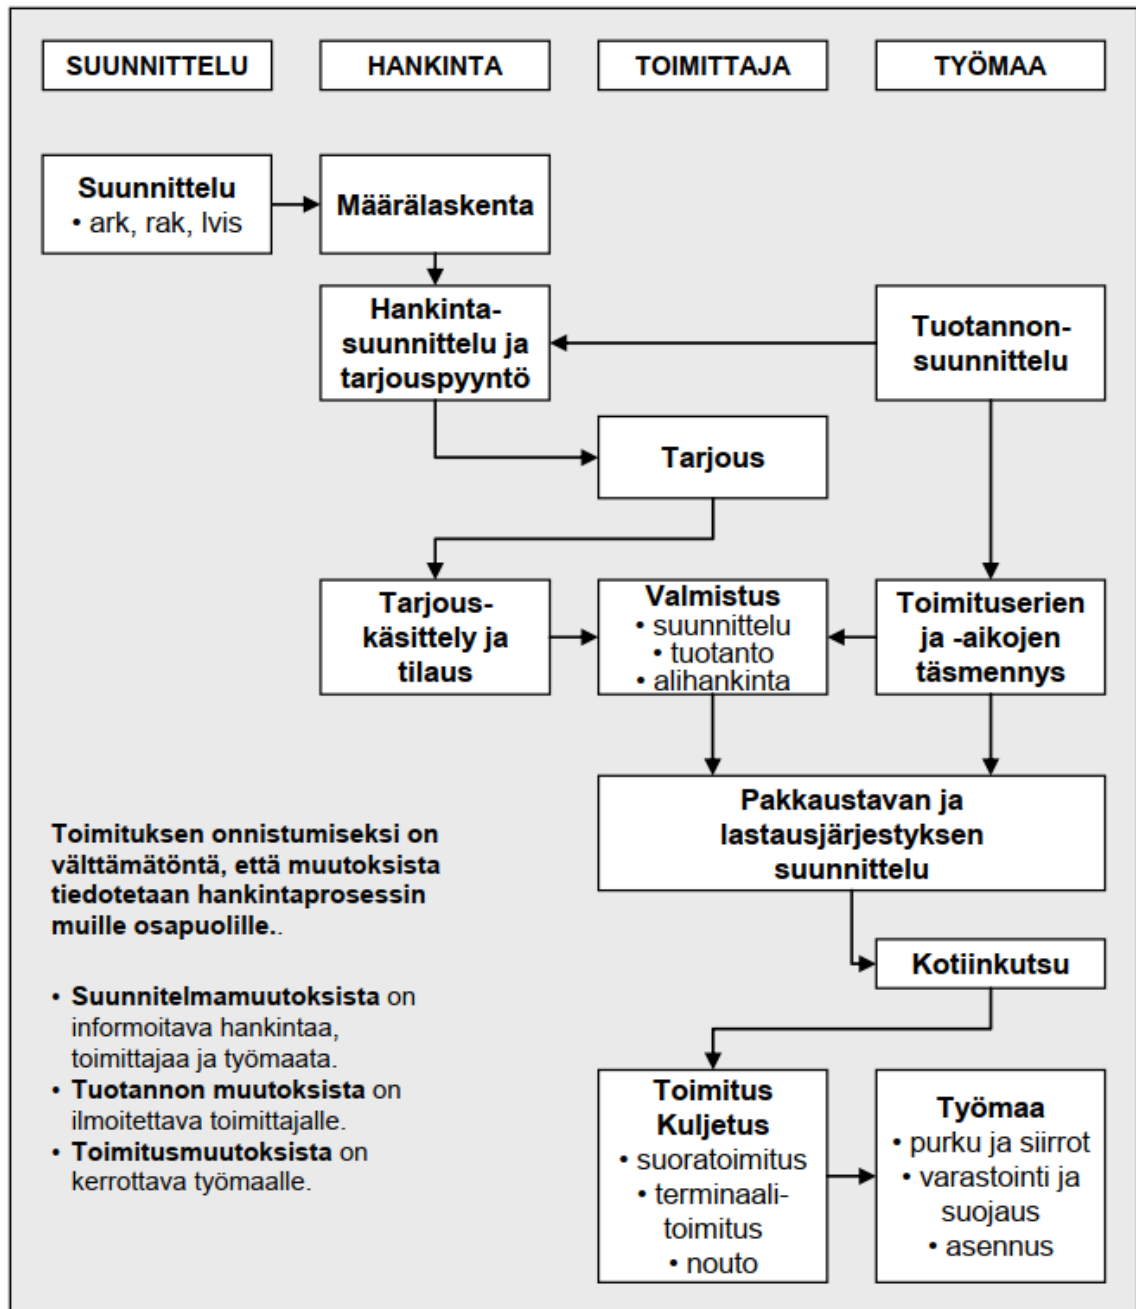 SUUNNITTELU
HANKINTA
TOIMITTAJA
TYÖMAA
Suunnittelu
• ark, rak, lvis
Määrälaskenta
Hankinta-
suunnittelu ja
tarjouspyyntö
Tuotannon-
suunnittelu
Tarjous
Tarjous-
käsittely ja
tilaus
Valmistus
• suunnittelu
• tuotanto
• alihankinta
Toimituserien
ja -aikojen
täsmennys
Pakkaustavan ja
lastausjärjestyksen
suunnittelu
Toimituksen onnistumiseksi on
välttämätöntä, että muutoksista
tiedotetaan hankintaprosessin
muille osapuolille..
• Suunnitelmamuutoksista on
informoitava hankintaa,
toimittajaa ja työmaata.
• Tuotannon muutoksista on
ilmoitettava toimittajalle.
• Toimitusmuutoksista on
kerrottava työmaalle.
Kotiinkutsu
Toimitus
Kuljetus
• suoratoimitus
• terminaali-
toimitus
• nouto
Työmaa
• purku ja siirrot
• varastointi ja
suojaus
• asennus